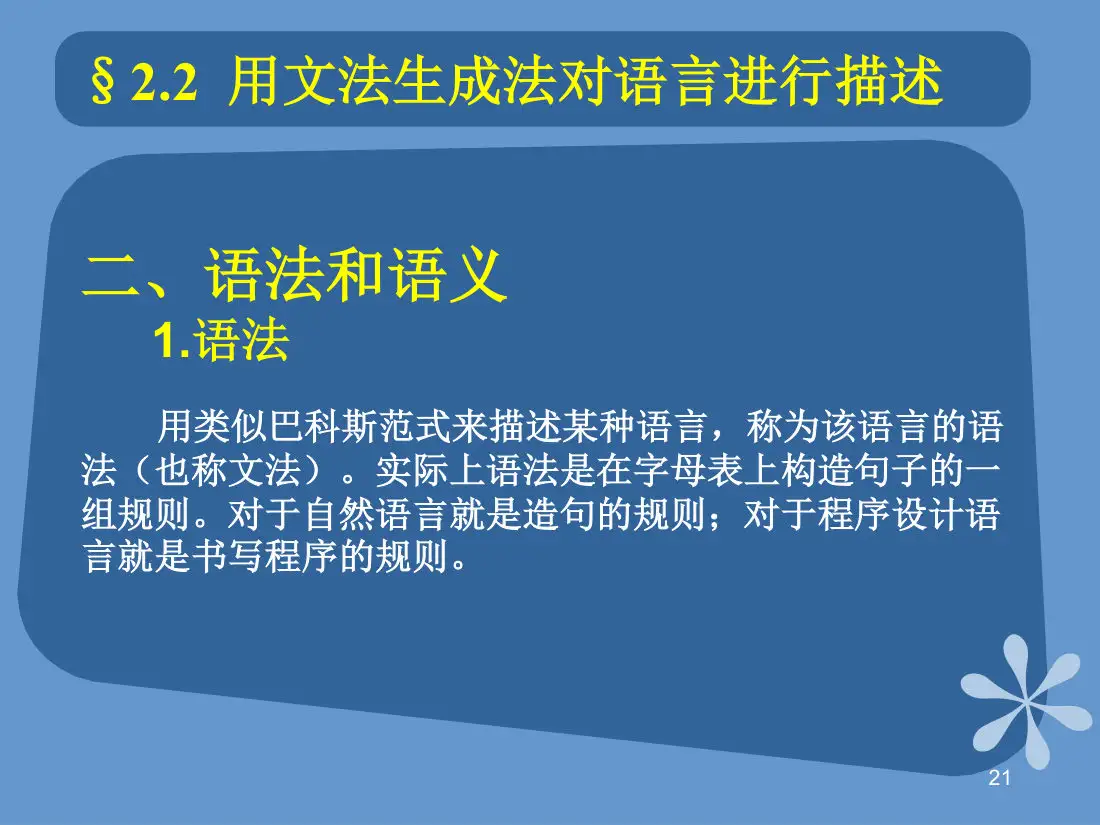 §2.2 用文法生成法对语言进行描述
二、语法和语义
1.语法
用类似巴科斯范式来描述某种语言，称为该语言的语
法（也称文法）。实际上语法是在字母表上构造句子的一
组规则。对于自然语言就是造句的规则；对于程序设计语
言就是书写程序的规则。
21